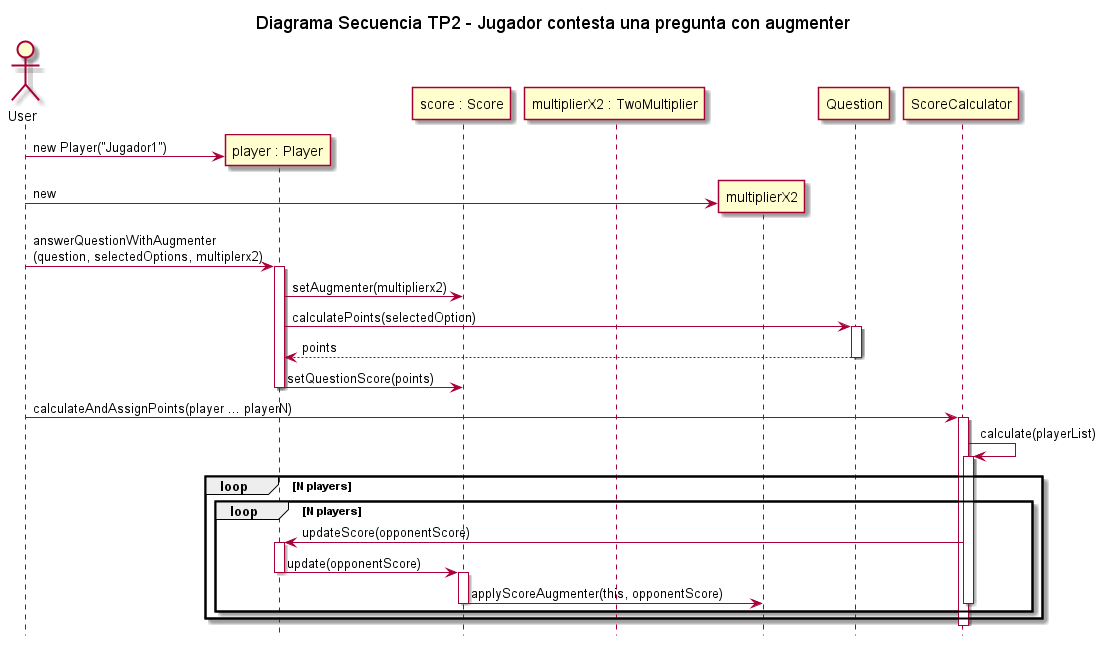 Diagrama Secuencia TP2 - Jugador contesta una pregunta con augmenter
User
score : Score
multiplierX2 : TwoMultiplier
Question
ScoreCalculator
new Player("Jugador1")
player : Player
new
multiplierX2
answerQuestionWithAugmenter
(question, selectedOptions, multiplerx2)
setAugmenter(multiplierx2)
calculatePoints(selectedOption)
points
setQuestionScore(points)
calculateAndAssignPoints(player ... playerN)
calculate(playerList)
loop [N players]
loop [N players]
updateScore(opponentScore)
update(opponentScore)
applyScoreAugmenter(this, opponentScore)